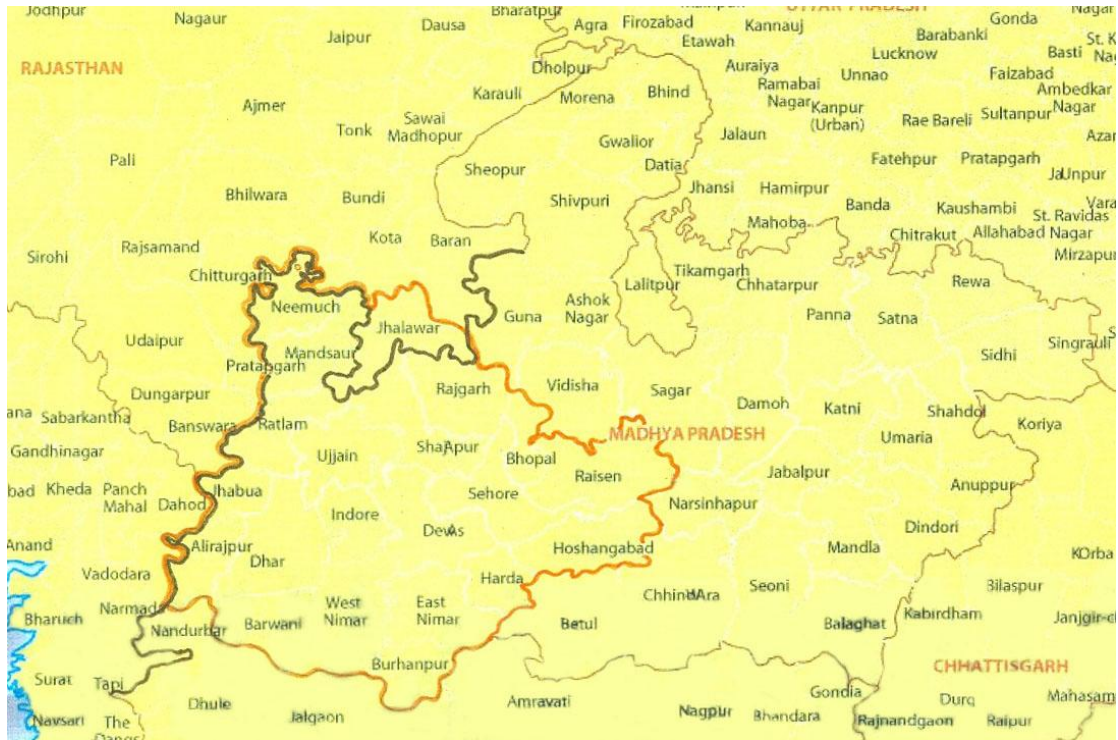 Jodhpur
Nagaur
Jaipur
Dausa
Bharatpur
Agra
Firozabad
UTTAR PRADESH
Kannauj
Etawah
Gonda
Barabanki
Lucknow
Basti
RAJASTHAN
Dholpur
Auraiya
Unnao
Faizabad
Ambedkar
Nagar
Ajmer
Karauli
Morena
Bhind
Ramabai
Nagar
Kanpur
(Urban)
Rae Bareli
Sultanpur
Tonk
Sawai
Madhopur
Gwalior
Jalaun
Pali
Sheopur
Datia
Fatehpur
Pratapgarh
JaUnpur
Bhilwara
Bundi
Shivpuri
Jhansi
Hamirpur
Banda
Kaushambi
St. Ravidas
Nagar
Mahoba
Chitrakut
Allahabad
Sirohi
Rajsamand
Kota
Baran
Mirzapur
Chitturgarh
Tikamgarh
Lalitpur
Chhatarpur
Rewa
Neemuch
Guna
Ashok
Nagar
Panna
Satna
Jhalawar
Udaipur
Mandsaur
Sidhi
Singrauli
Pratapgarh
Dungarpur
Rajgarh
Vidisha
Sagar
Sabarkantha
Banswara
Ratlam
Damoh
Katni
Shahdol
Koriya
MADHYA PRADESH
Gandhinagar
Ujjain
ShajApur
Bhopal
Umaria
Raisen
Jabalpur
Anuppur
Kheda
Panch
Mahal
Dahod
Jhabua
Sehore
Narsinhapur
Indore
DewAs
Dindori
Anand
Alirajpur
Dhar
Hoshangabad
Mandla
KOrba
Vadodara
Harda
Seoni
Bilaspur
Narmada
West
Nimar
East
Nimar
Bharuch
Nandurbar
Barwani
Betul
Balaghat
Kabirdham
Burhanpur
CHHATTISGARH
Surat
Tapi
Dhule
Jalgaon
Amravati
Nagpur
Bhandara
Gondia
Durg
Navsari
The
Dangs
Rajnandgaon
Raipur